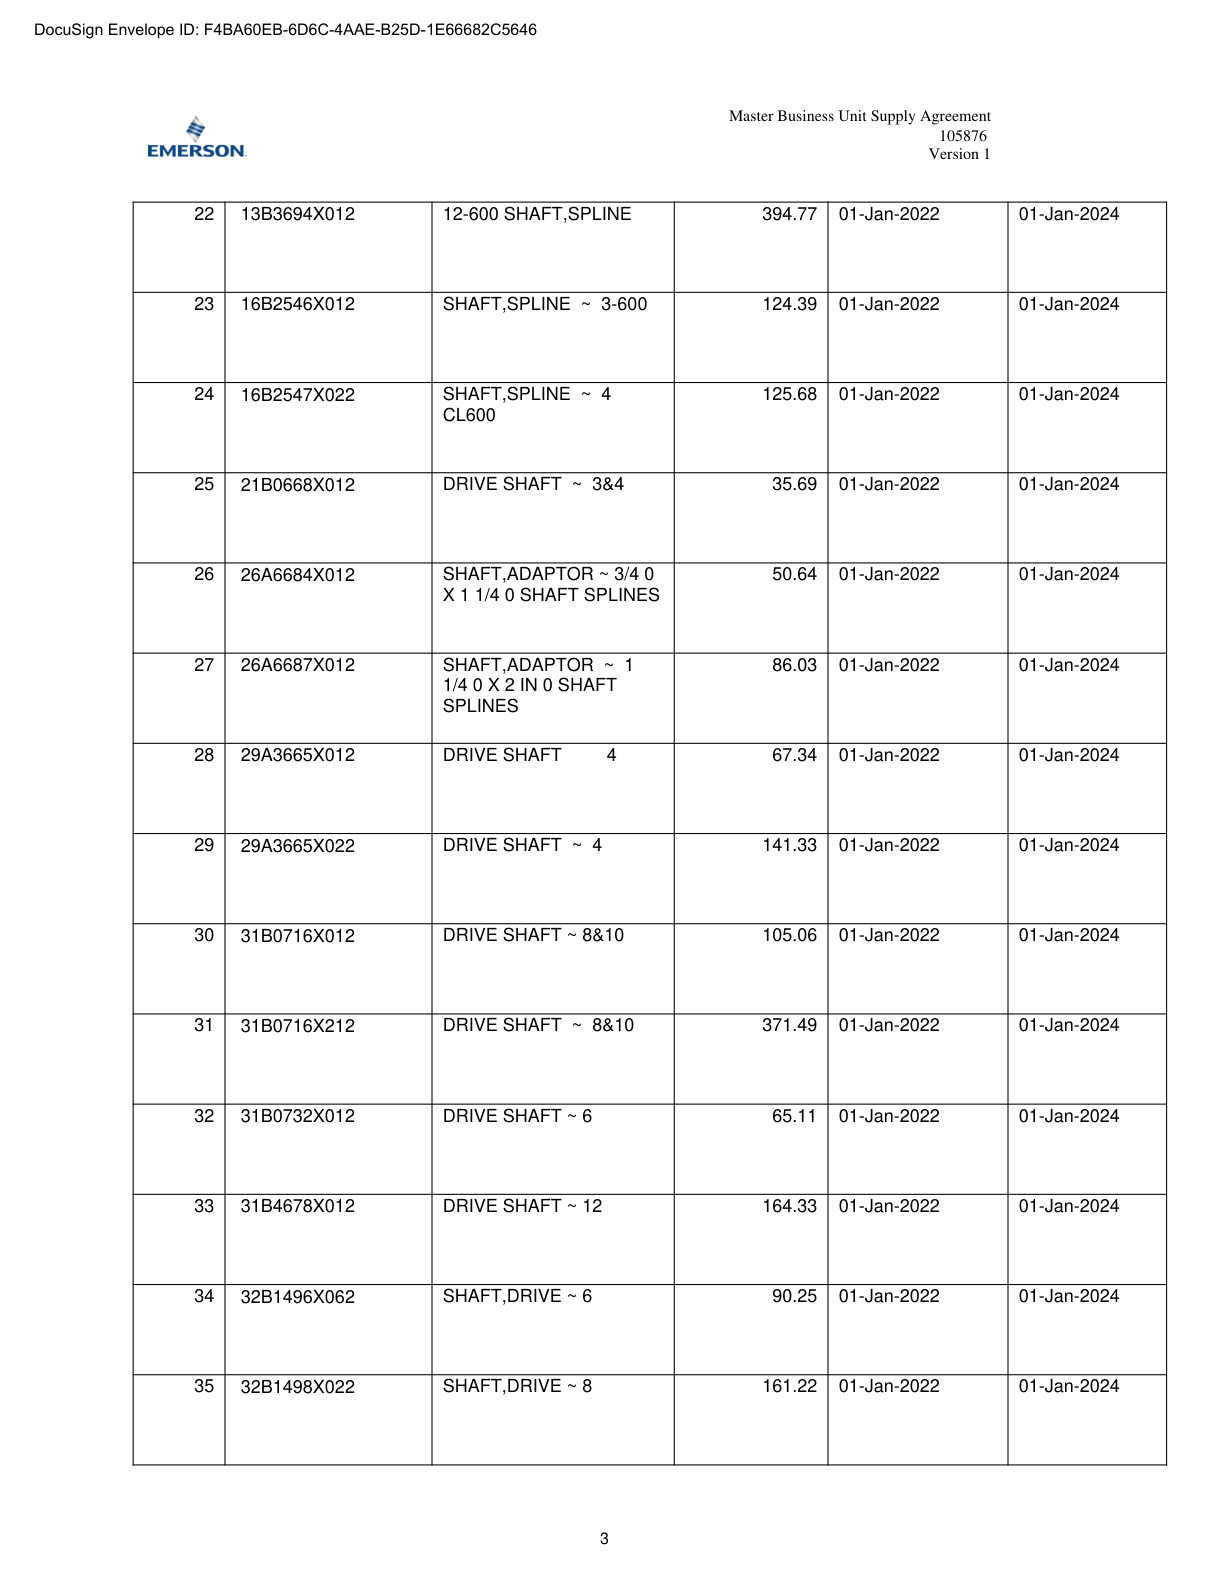 DocuSign Envelope ID: F4BA60EB-6D6C-4AAE-B25D-1E66682C5646
EMERSON.
Master Business Unit Supply Agreement
105876
Version 1
22 13B3694X012 12-600 SHAFT,SPLINE 394.77 01-Jan-2022 01-Jan-2024
23 16B2546X012 SHAFT,SPLINE ~ 3-600 124.39 01-Jan-2022 01-Jan-2024
24 16B2547X022 SHAFT,SPLINE ~ 4 125.68 01-Jan-2022 01-Jan-2024
CL600
25 21B0668X012 DRIVE SHAFT ~ 3&4 35.69 01-Jan-2022 01-Jan-2024
26 26A6684X012 SHAFT,ADAPTOR ~ 3/4 0 50.64 01-Jan-2022 01-Jan-2024
X 1 1/4 0 SHAFT SPLINES
27 26A6687X012 SHAFT,ADAPTOR ~ 1 86.03 01-Jan-2022 01-Jan-2024
1/4 0 X 2 IN 0 SHAFT
SPLINES
28 29A3665X012 DRIVE SHAFT 4 67.34 01-Jan-2022 01-Jan-2024
29 29A3665X022 DRIVE SHAFT ~ 4 141.33 01-Jan-2022 01-Jan-2024
30 31B0716X012 DRIVE SHAFT ~ 8&10 105.06 01-Jan-2022 01-Jan-2024
31 31B0716X212 DRIVE SHAFT ~ 8&10 371.49 01-Jan-2022 01-Jan-2024
32 31B0732X012 DRIVE SHAFT ~ 6 65.11 01-Jan-2022 01-Jan-2024
33 31B4678X012 DRIVE SHAFT ~ 12 164.33 01-Jan-2022 01-Jan-2024
34 32B1496X062 SHAFT,DRIVE ~ 6 90.25 01-Jan-2022 01-Jan-2024
35 32B1498X022 SHAFT,DRIVE ~ 8 161.22 01-Jan-2022 01-Jan-2024
3